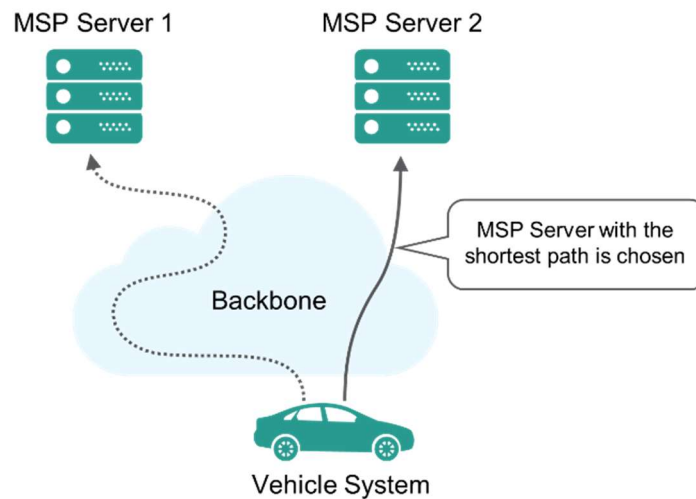 MSP Server 1
MSP Server 2
MSP Server with the
shortest path is chosen
Backbone
Vehicle System